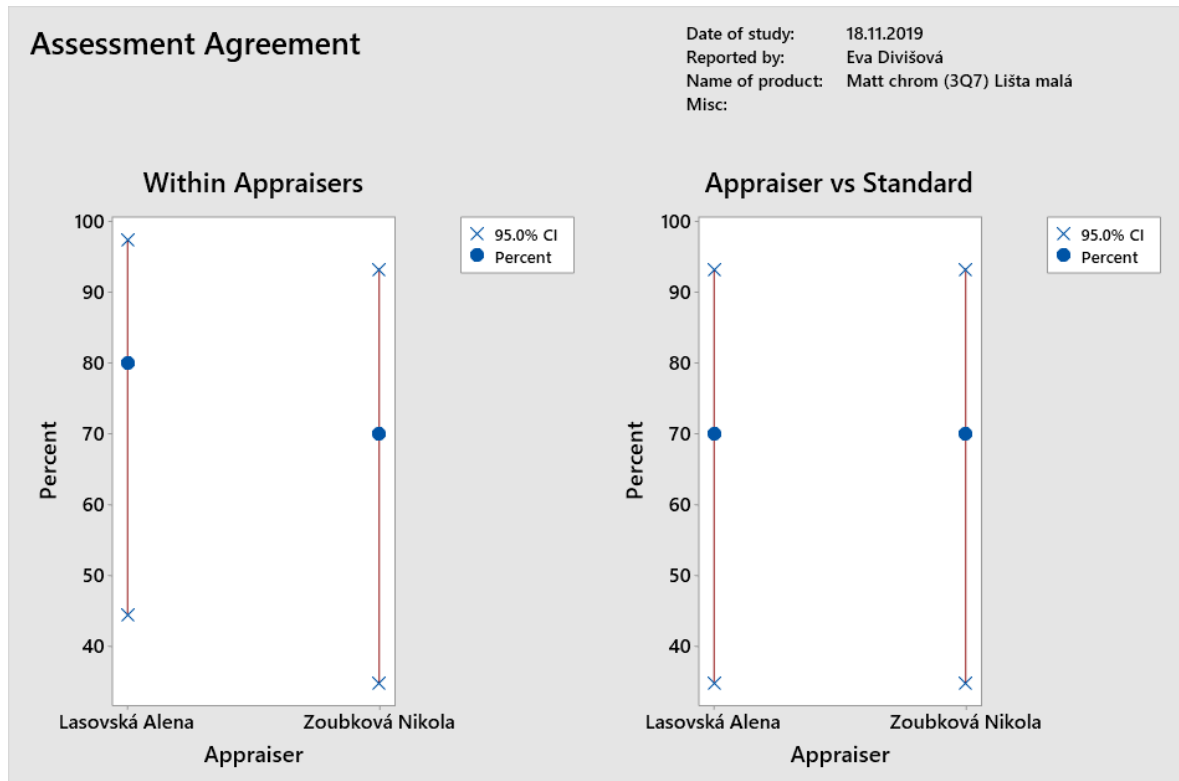 Assessment Agreement
Date of study: 18.11.2019
Reported by: Eva Divišová
Name of product: Matt chrom (3Q7) Lišta malá
Misc:
Within Appraisers
100
90
80
70
60
50
40
Percent
Lasovská Alena Zoubková Nikola
Appraiser
95.0% CI
Percent
Appraiser vs Standard
100
90
80
70
60
50
40
Percent
Lasovská Alena Zoubková Nikola
Appraiser
95.0% CI
Percent